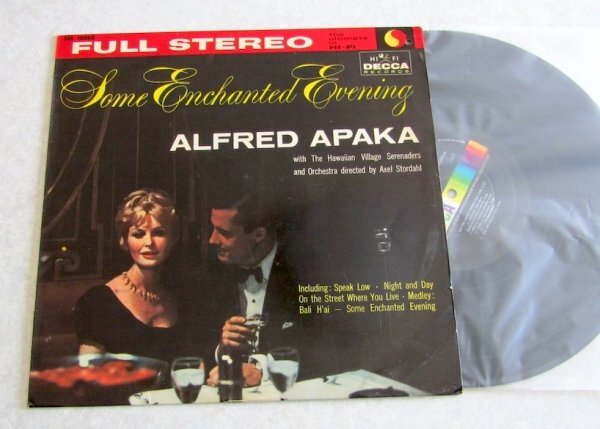 FULL STEREO
the
ultimate
in
HI-FI
HI FI
DECCA
RECORDS
Some Enchanted Evening
ALFRED APAKA
with The Hawaiian Village Serenaders
and Orchestra directed by Axel Stordahl
Including: Speak Low - Night and Day
On the Street Where You Live - Medley:
Bali H'ai — Some Enchanted Evening